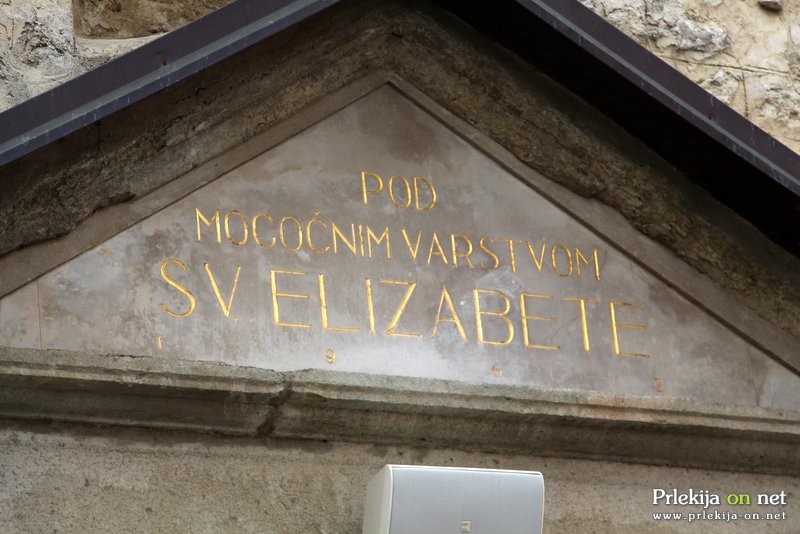 POD
MOGOČNIM VARSTVOM
SV. ELIZABETE
Prlekija on net
www.prlekija-on.net